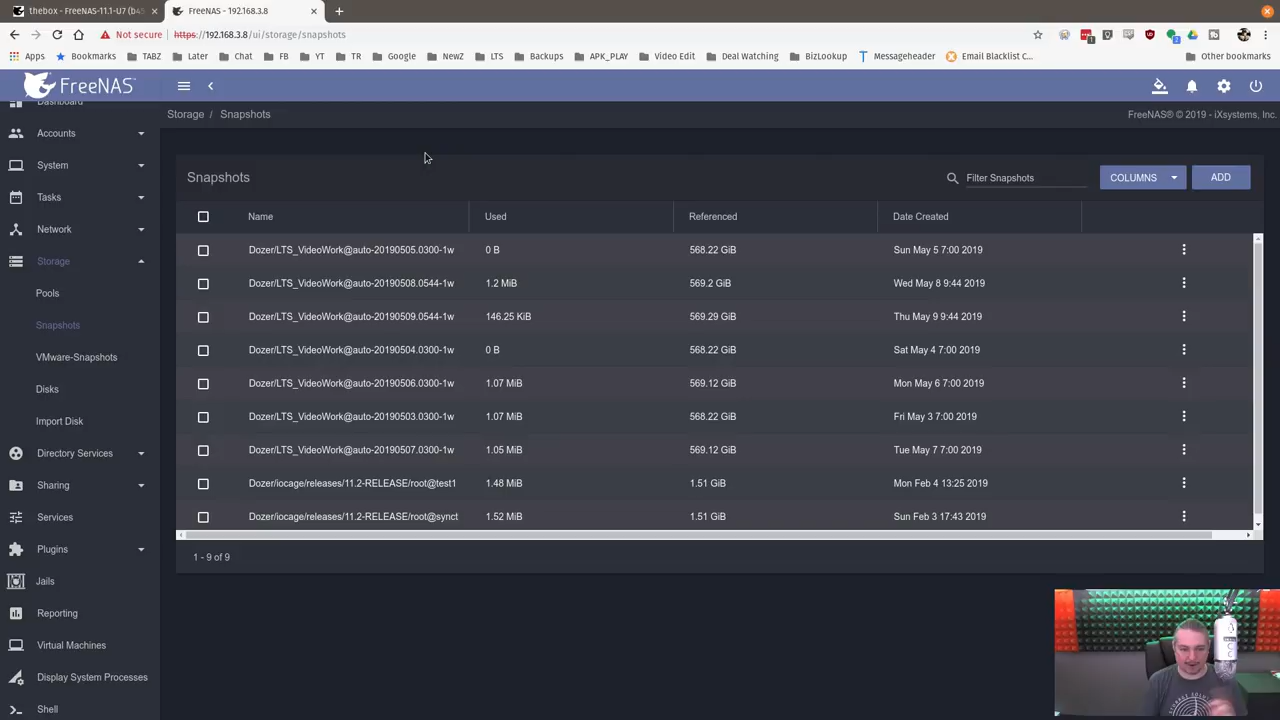 thebox - FreeNAS-11.1-U7 (b45
FreeNAS - 192.168.3.8
Not secure
https://192.168.3.8/ui/storage/snapshots
Apps
Bookmarks
TABZ
Later
Chat
FB
YT
TR
Google
NewZ
LTS
Backups
APK_PLAY
Video Edit
Deal Watching
BizLookup
Messageheader
Email Blacklist C...
Other bookmarks
FreeNAS
Dashboard
Storage / Snapshots
FreeNAS® © 2019 - iXsystems, Inc.
Accounts
System
Tasks
Network
Storage
Pools
Snapshots
VMware-Snapshots
Disks
Import Disk
Directory Services
Sharing
Services
Plugins
Jails
Reporting
Virtual Machines
Display System Processes
Shell
Snapshots
Filter Snapshots
COLUMNS
ADD
Name Used Referenced Date Created
Dozer/LTS_VideoWork@auto-20190505.0300-1w 0 B 568.22 GiB Sun May 5 7:00 2019
Dozer/LTS_VideoWork@auto-20190508.0544-1w 1.2 MiB 569.2 GiB Wed May 8 9:44 2019
Dozer/LTS_VideoWork@auto-20190509.0544-1w 146.25 KiB 569.29 GiB Thu May 9 9:44 2019
Dozer/LTS_VideoWork@auto-20190504.0300-1w 0 B 568.22 GiB Sat May 4 7:00 2019
Dozer/LTS_VideoWork@auto-20190506.0300-1w 1.07 MiB 569.12 GiB Mon May 6 7:00 2019
Dozer/LTS_VideoWork@auto-20190503.0300-1w 1.07 MiB 568.22 GiB Fri May 3 7:00 2019
Dozer/LTS_VideoWork@auto-20190507.0300-1w 1.05 MiB 569.12 GiB Tue May 7 7:00 2019
Dozer/iocage/releases/11.2-RELEASE/root@test1 1.48 MiB 1.51 GiB Mon Feb 4 13:25 2019
Dozer/iocage/releases/11.2-RELEASE/root@synct 1.52 MiB 1.51 GiB Sun Feb 3 17:43 2019
1 - 9 of 9